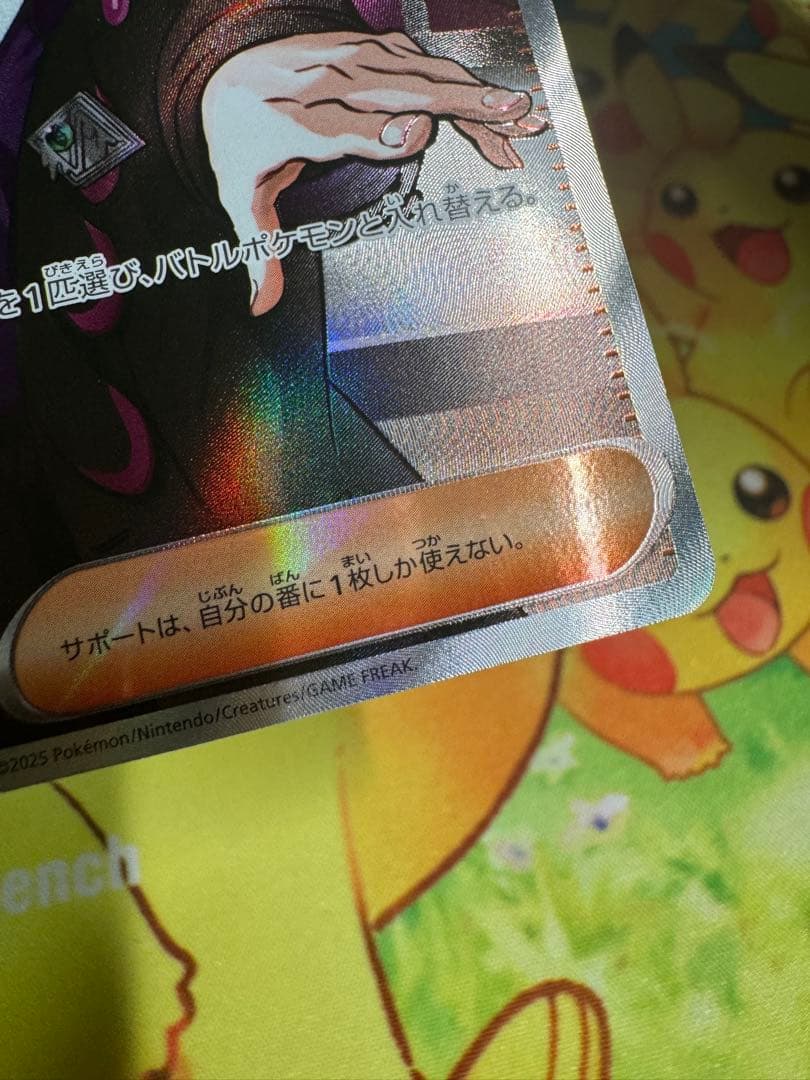 を1匹選び、バトルポケモンと入れ替える。
サポートは、自分の番に1枚しか使えない。
©2025 Pokémon/Nintendo/Creatures/GAME FREAK.
ench